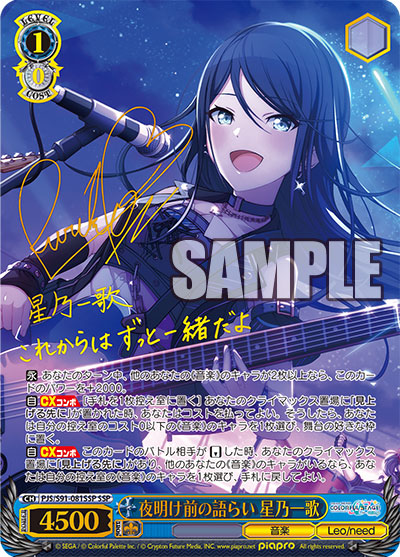 LEVEL
1
0
COST
SAMPLE
星乃一歌
これからは ずっと一緒だよ
永 あなたのターン中、他のあなたの《音楽》のキャラが2枚以上なら、このカードのパワーを＋2000。
自 CXコンボ [手札を1枚控え室に置く] あなたのクライマックス置場に「見上げる先に」が置かれた時、あなたはコストを払ってよい。そうしたら、あなたは自分の控え室のコスト0以下の《音楽》のキャラを1枚選び、舞台の好きな枠に置く。
自 CXコンボ このカードのバトル相手が【】した時、クライマックス置場に「見上げる先に」があり、他のあなたの《音楽》のキャラがいるなら、あなたは自分の控え室の《音楽》のキャラを1枚選び、手札に戻してよい。
CH PJS/S91-081SSP SSP
POWER
4500
夜明け前の語らい 星乃一歌
COLORFUL STAGE!
音楽
Leo/need
© SEGA / © Colorful Palette Inc. / © Crypton Future Media, INC. www.piapro.net piapro All rights reserved.